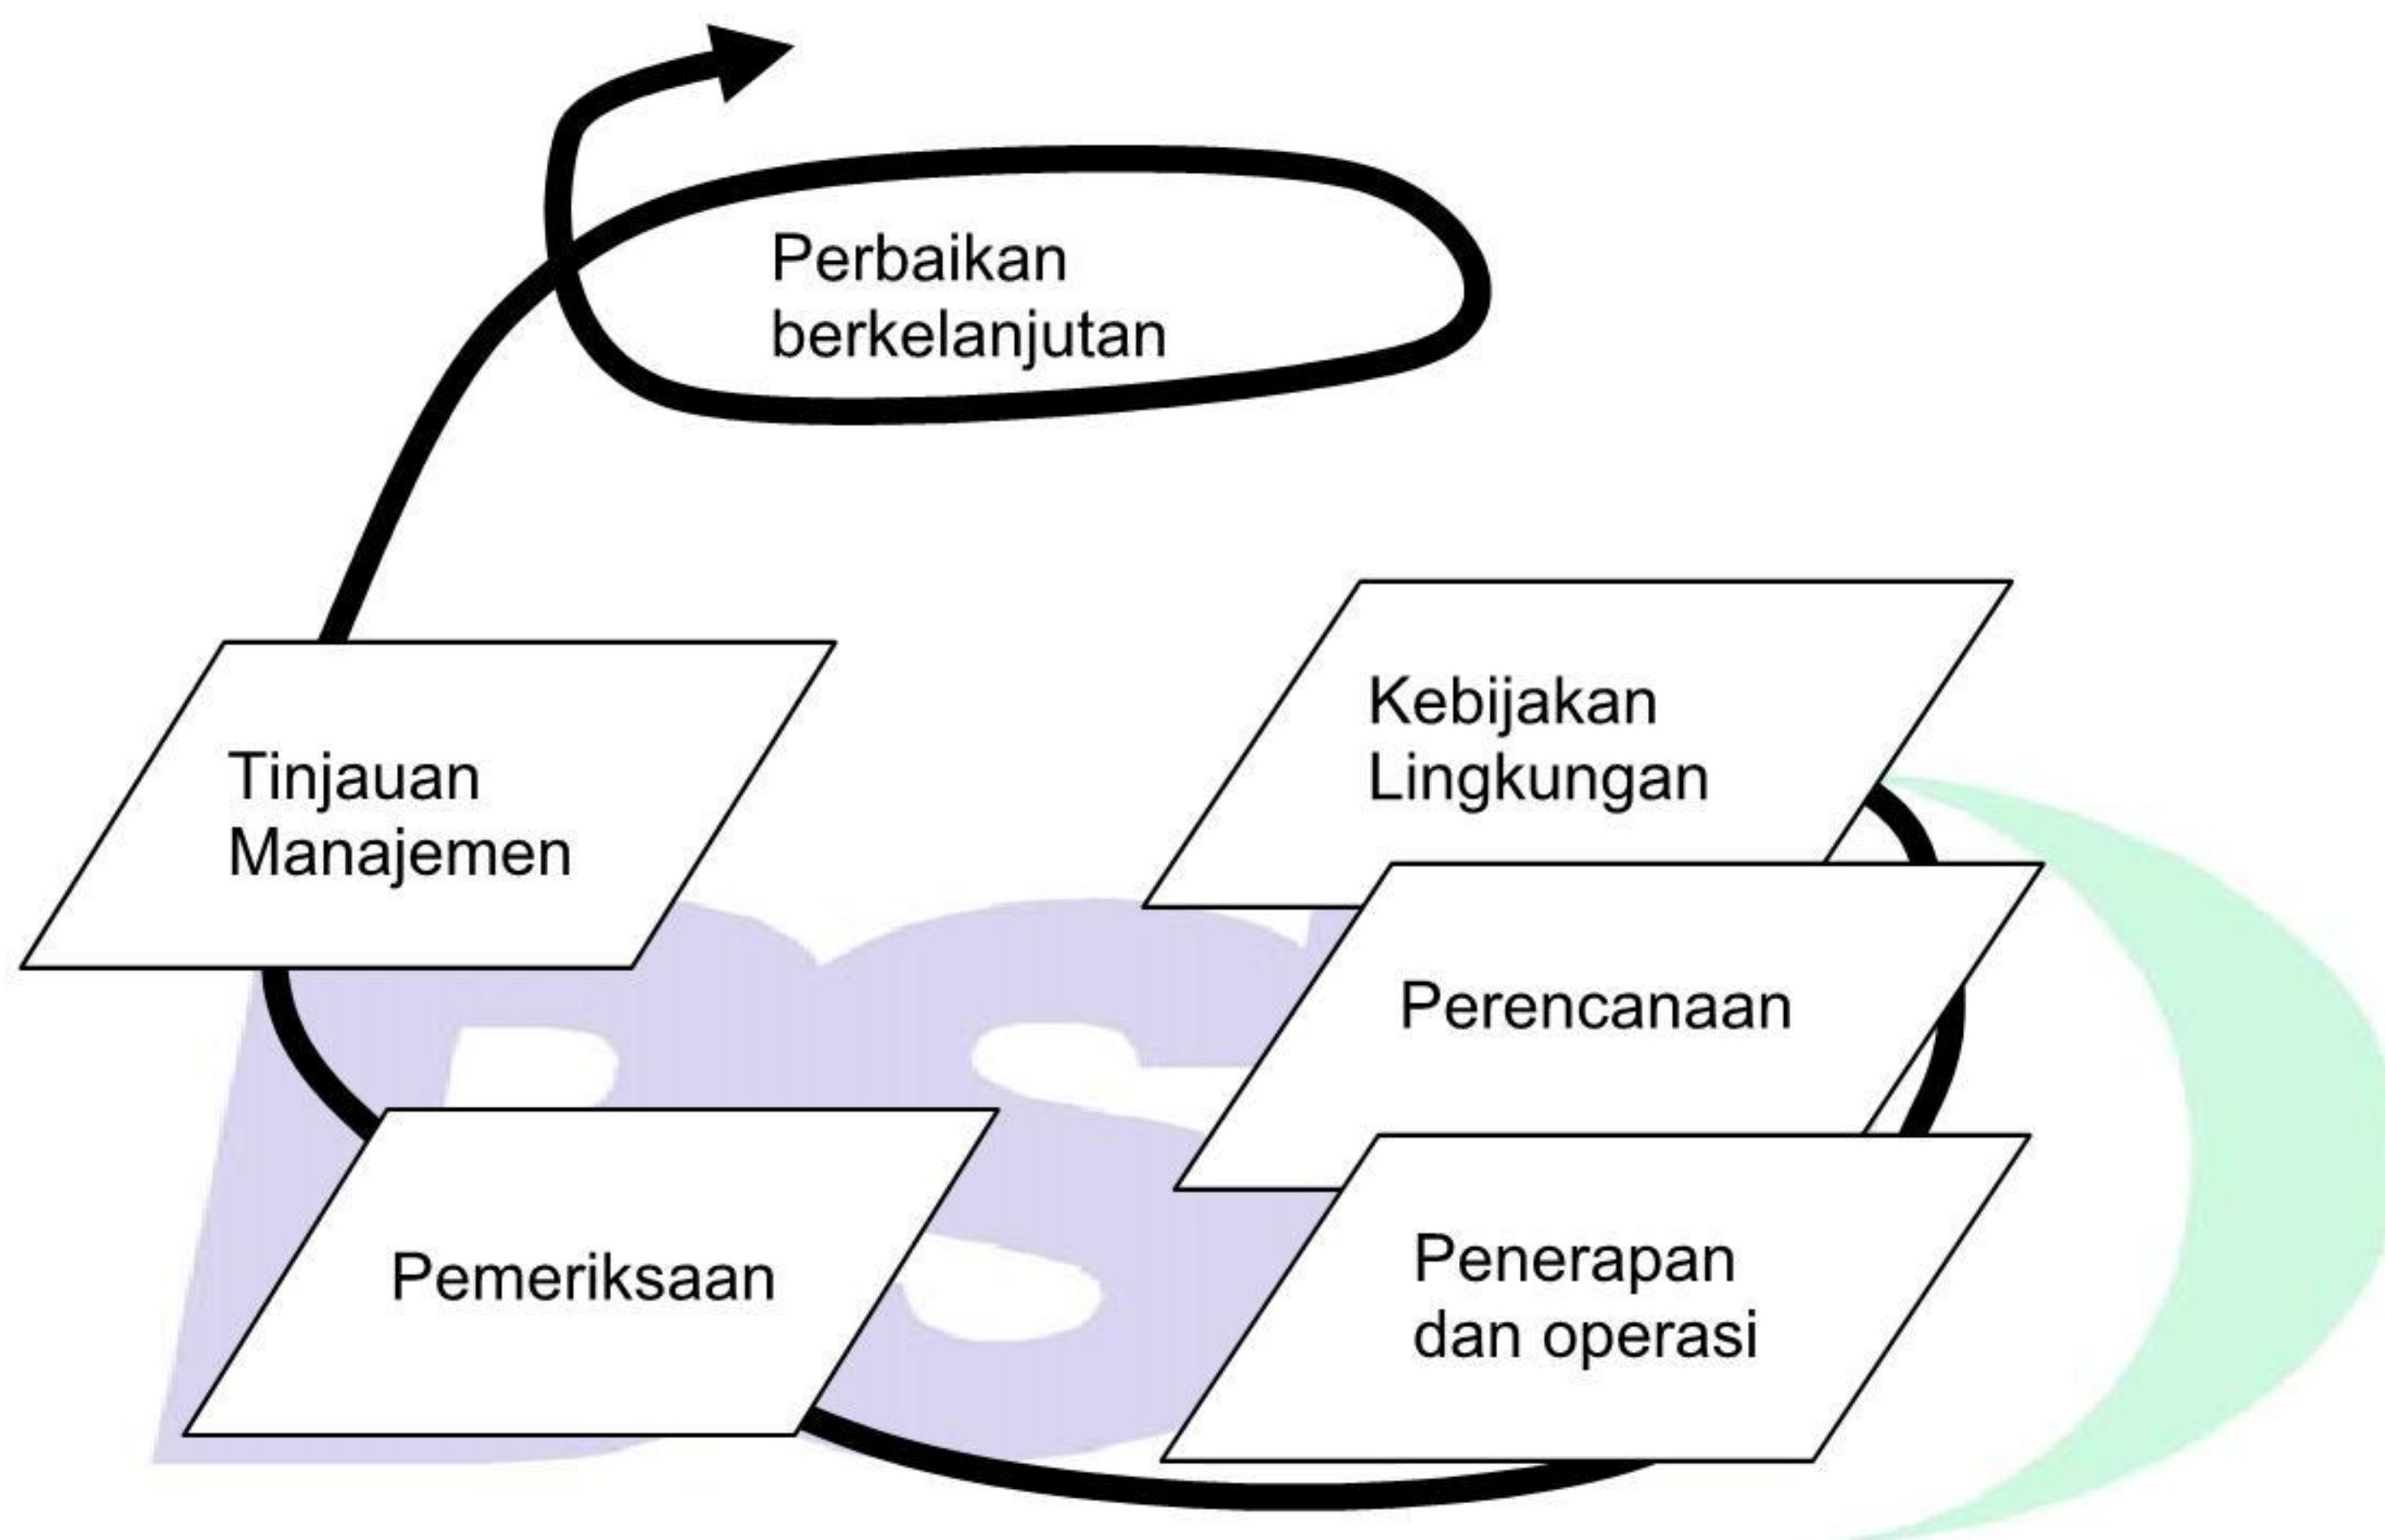 Perbaikan
berkelanjutan
Kebijakan
Lingkungan
Tinjauan
Manajemen
Perencanaan
Pemeriksaan
Penerapan
dan operasi